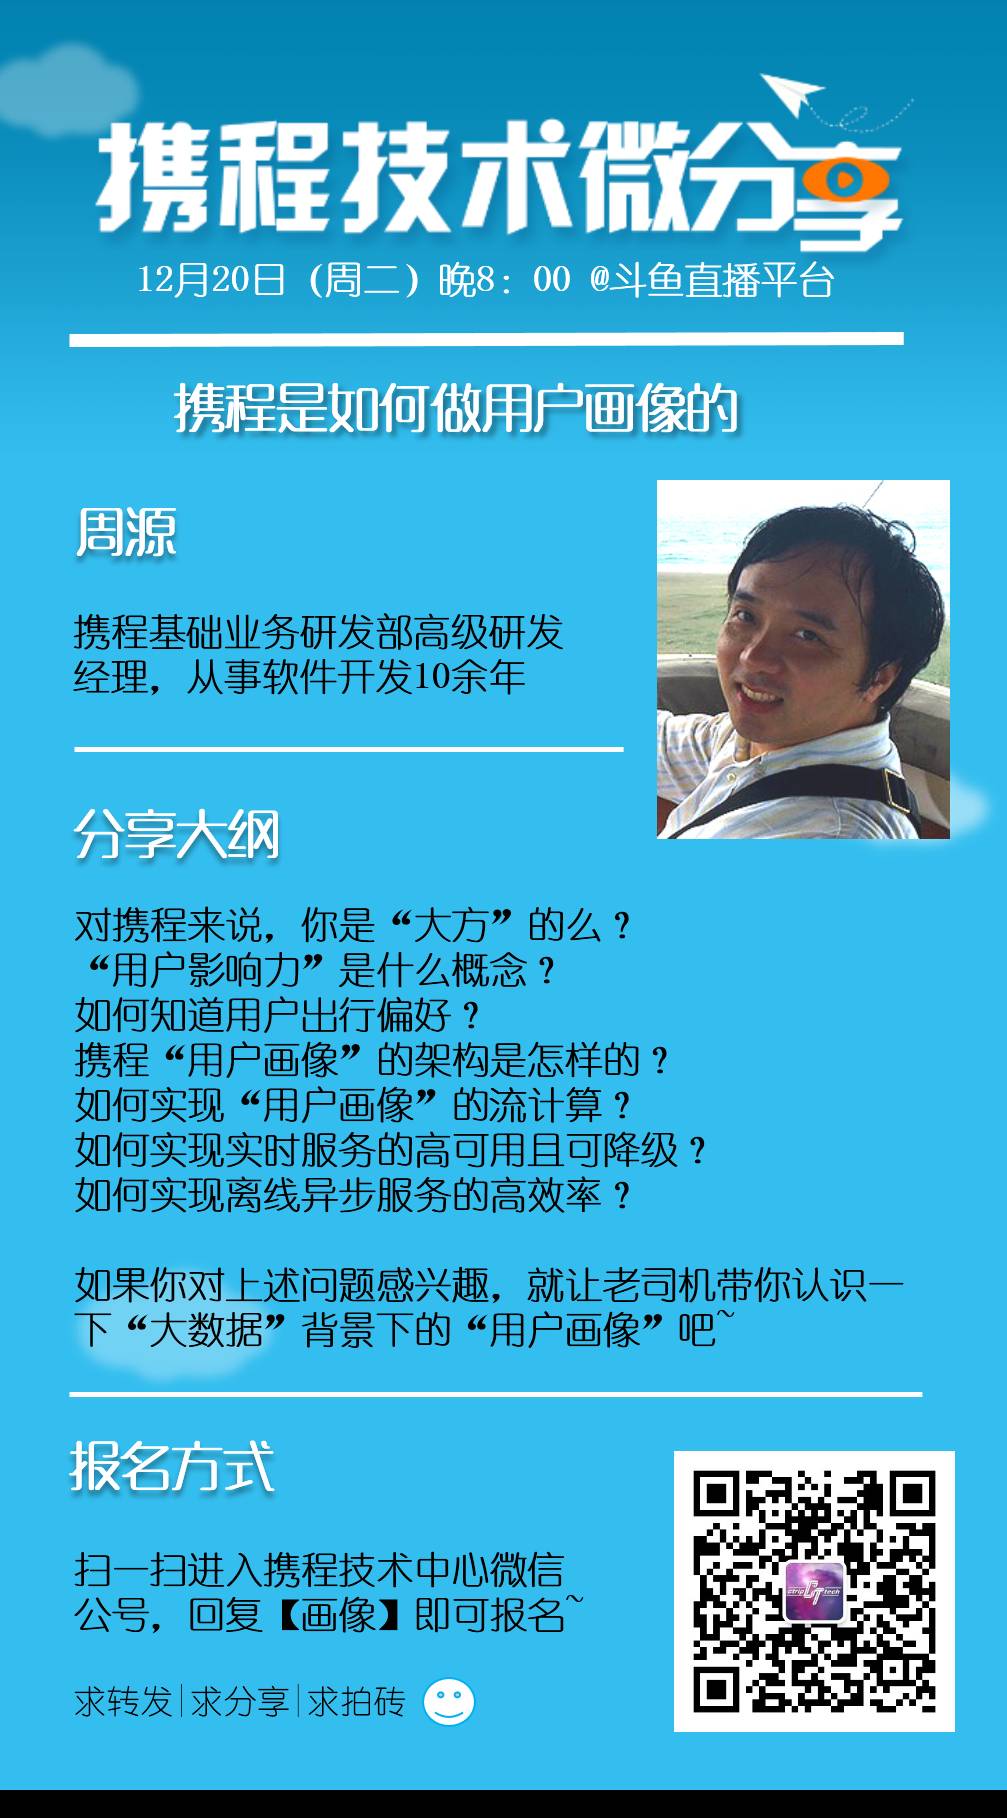 携程技术微分享
12月20日（周二）晚8：00 @斗鱼直播平台
携程是如何做用户画像的
周源
携程基础业务研发部高级研发
经理，从事软件开发10余年
分享大纲
对携程来说，你是“大方”的么？
“用户影响力”是什么概念？
如何知道用户出行偏好？
携程“用户画像”的架构是怎样的？
如何实现“用户画像”的流计算？
如何实现实时服务的高可用且可降级？
如何实现离线异步服务的高效率？
如果你对上述问题感兴趣，就让老司机带你认识一
下“大数据”背景下的“用户画像”吧~
报名方式
扫一扫进入携程技术中心微信
公号，回复【画像】即可报名~
求转发|求分享|求拍砖
ctrip CT tech